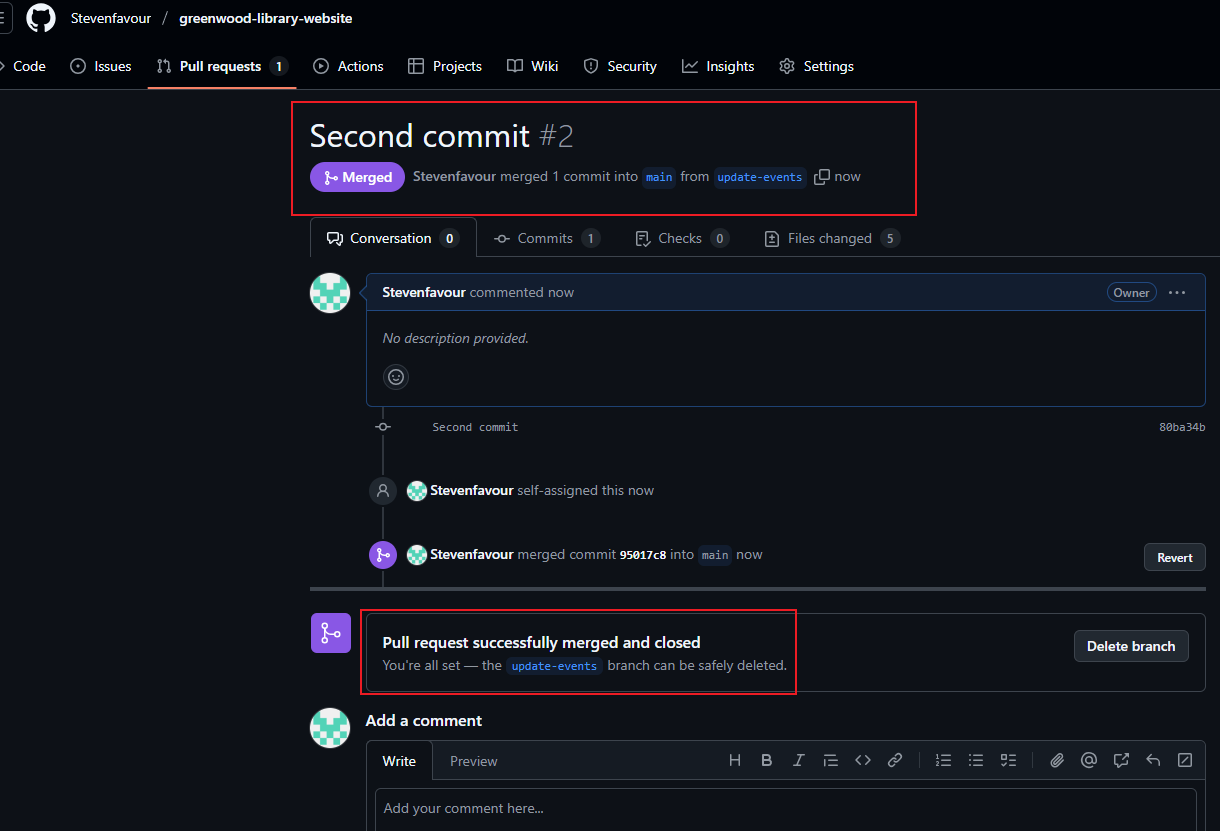 Stevenfavour / greenwood-library-website
Code Issues Pull requests 1 Actions Projects Wiki Security Insights Settings
Second commit #2
Merged Stevenfavour merged 1 commit into main from update-events now
Conversation 0 Commits 1 Checks 0 Files changed 5
Stevenfavour commented now Owner ...
No description provided.
Second commit 80ba34b
Stevenfavour self-assigned this now
Stevenfavour merged commit 95017c8 into main now Revert
Pull request successfully merged and closed
You're all set — the update-events branch can be safely deleted. Delete branch
Add a comment
Write Preview
Add your comment here...